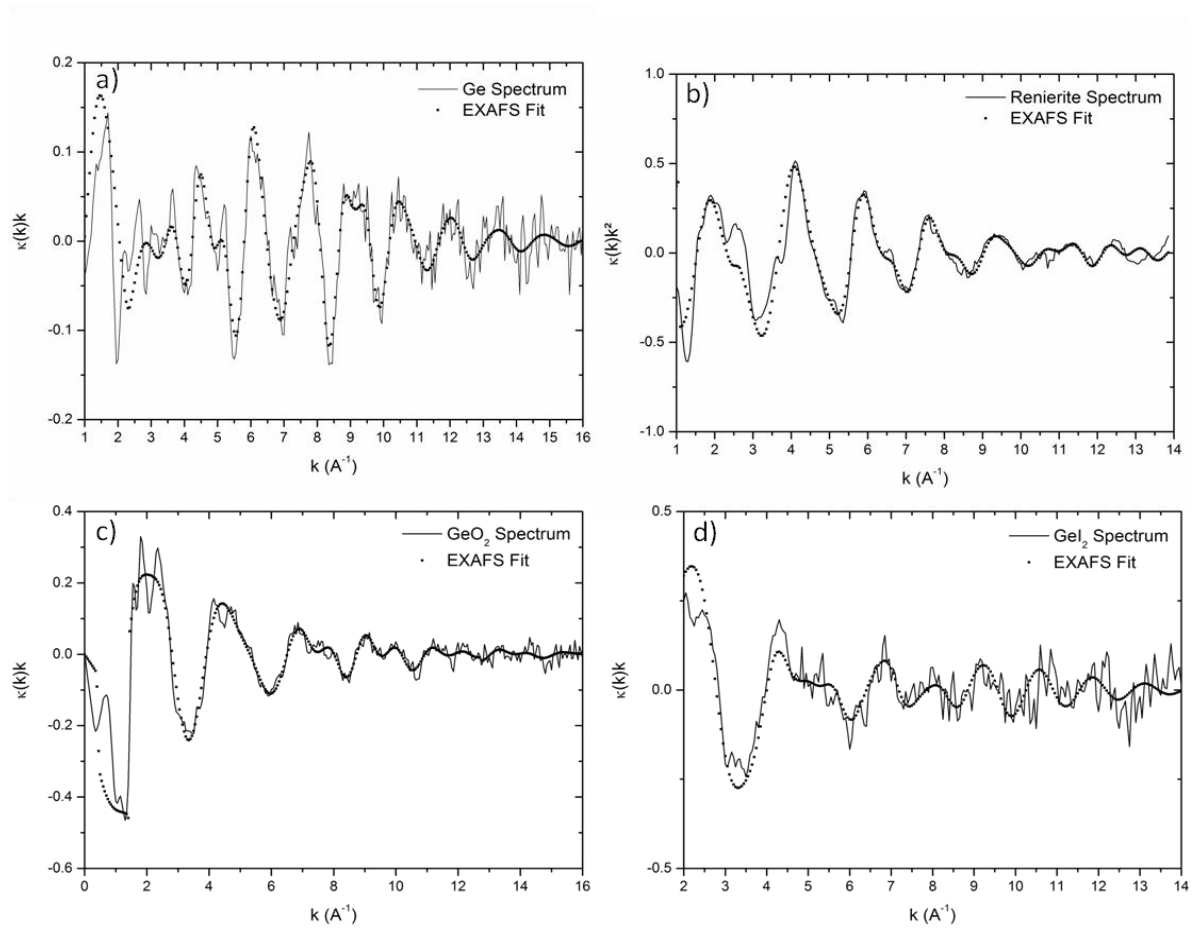 a)
Ge Spectrum
EXAFS Fit
0.2
0.1
0.0
-0.1
-0.2
κ(k)k
1 2 3 4 5 6 7 8 9 10 11 12 13 14 15 16
k (A⁻¹)
b)
Renierite Spectrum
EXAFS Fit
1.0
0.5
0.0
-0.5
-1.0
κ(k)k²
1 2 3 4 5 6 7 8 9 10 11 12 13 14
k (A⁻¹)
c)
GeO₂ Spectrum
EXAFS Fit
0.4
0.2
0.0
-0.2
-0.4
-0.6
κ(k)k
0 2 4 6 8 10 12 14 16
k (A⁻¹)
d)
GeI₂ Spectrum
EXAFS Fit
0.5
0.0
-0.5
κ(k)k
2 3 4 5 6 7 8 9 10 11 12 13 14
k (A⁻¹)